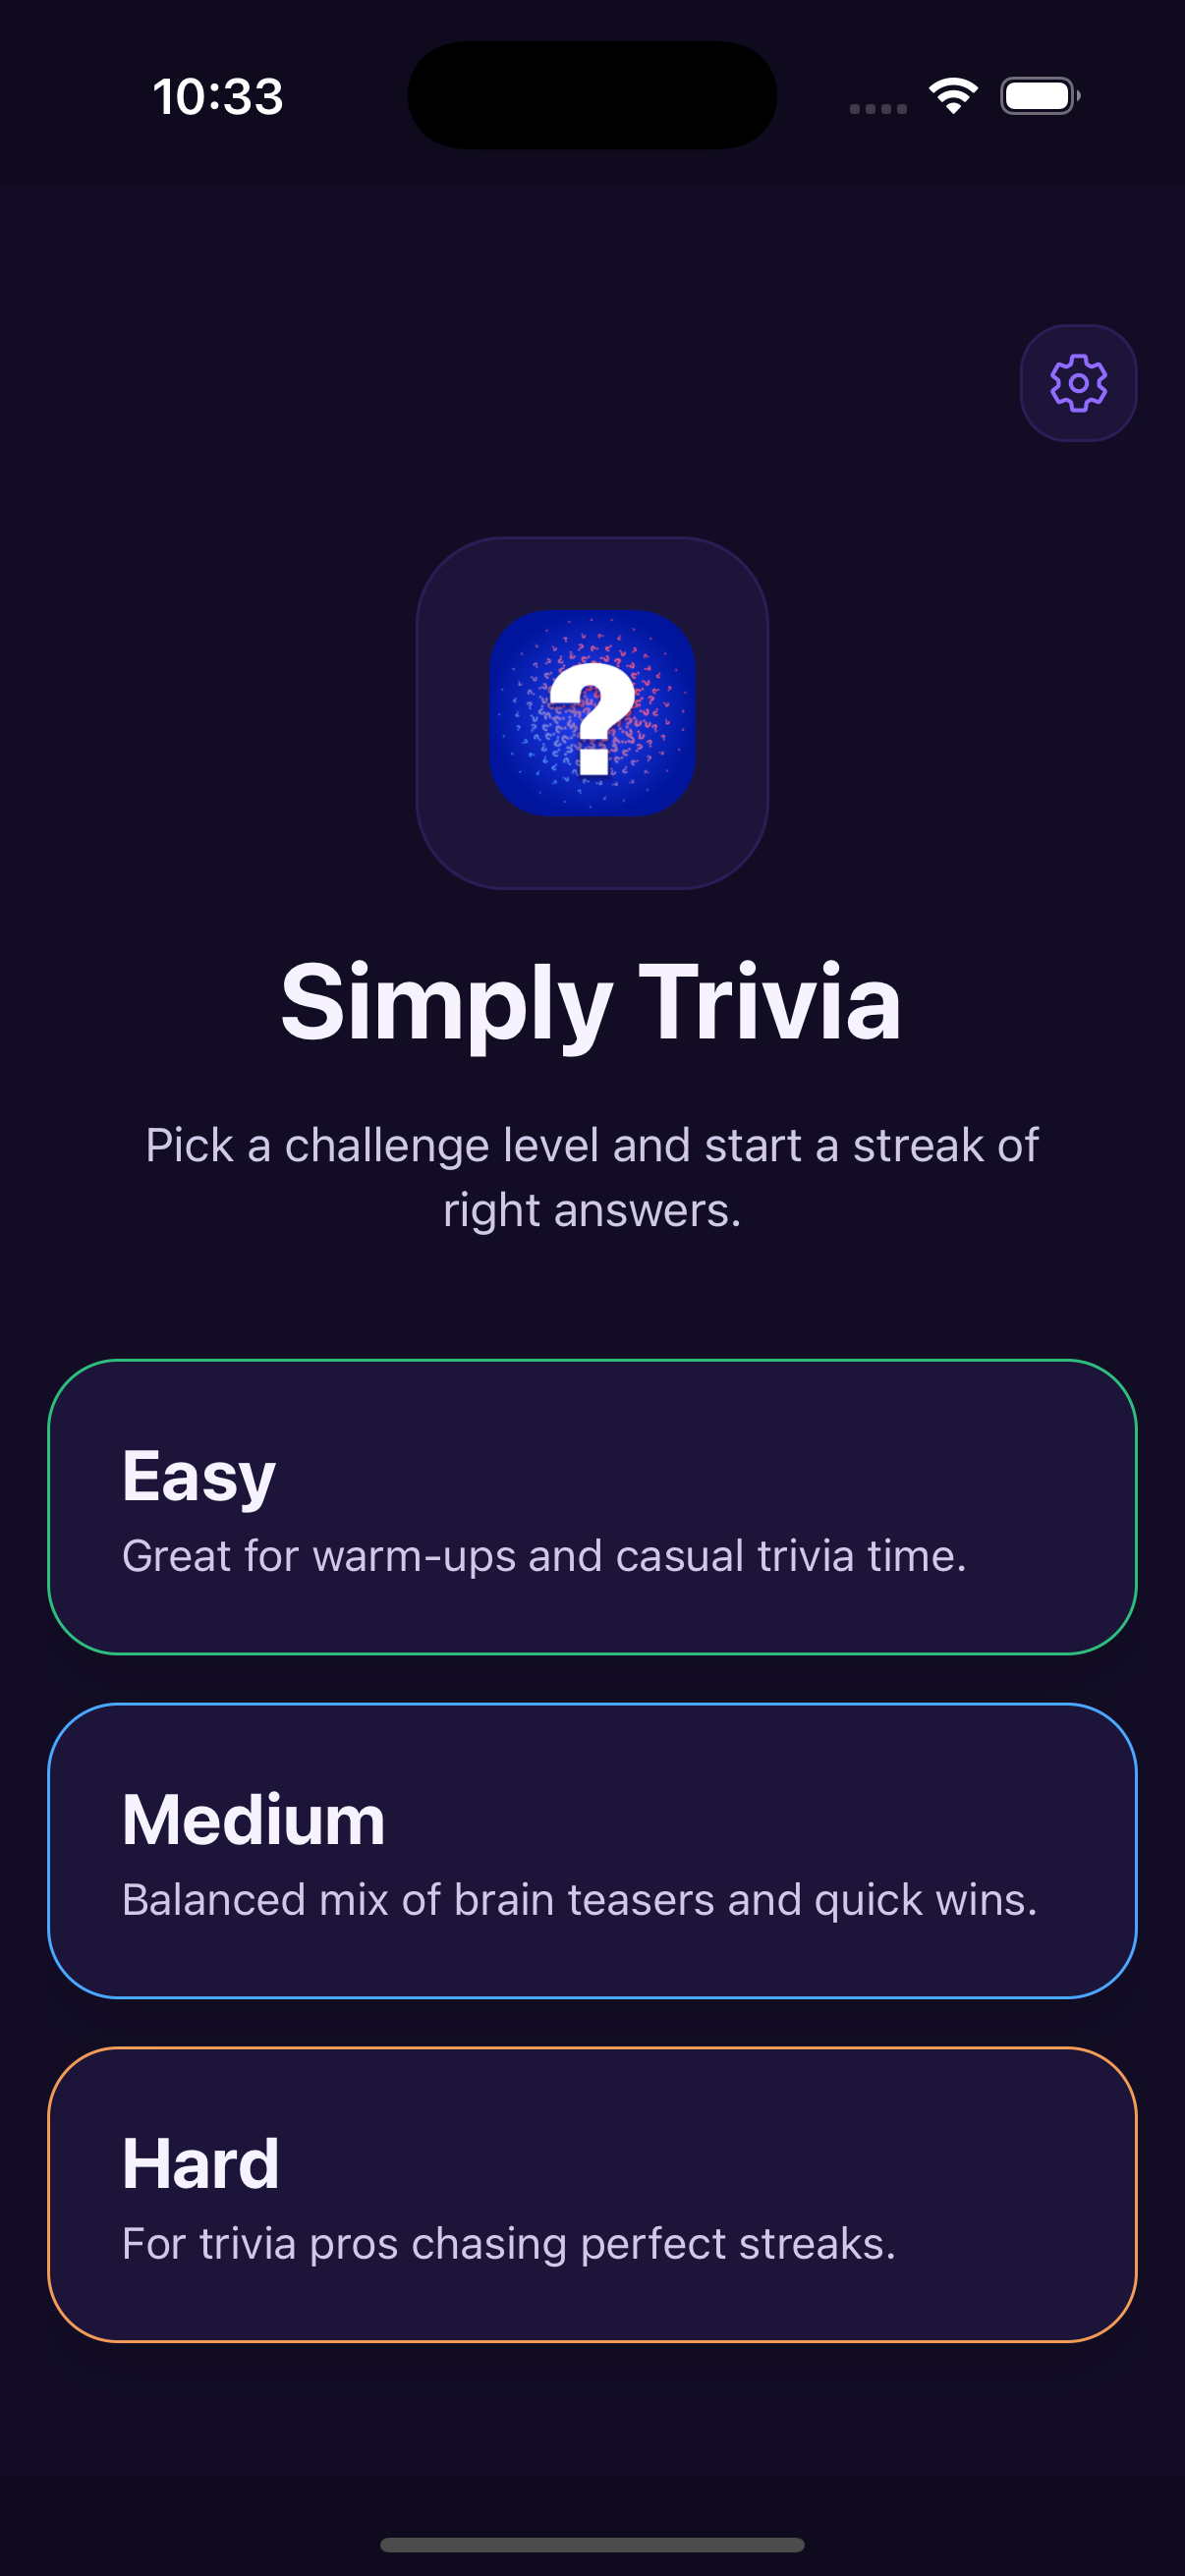 10:33
?
Simply Trivia
Pick a challenge level and start a streak of
right answers.
Easy
Great for warm-ups and casual trivia time.
Medium
Balanced mix of brain teasers and quick wins.
Hard
For trivia pros chasing perfect streaks.